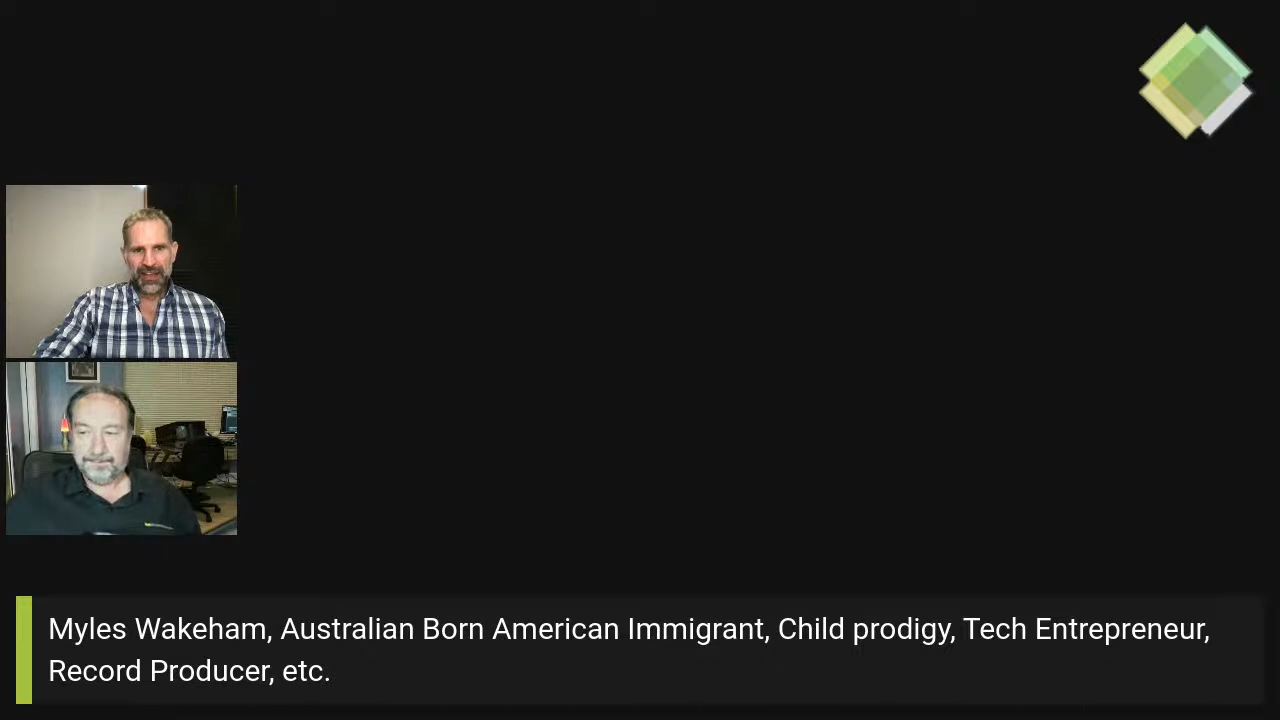 Myles Wakeham, Australian Born American Immigrant, Child prodigy, Tech Entrepreneur,
Record Producer, etc.